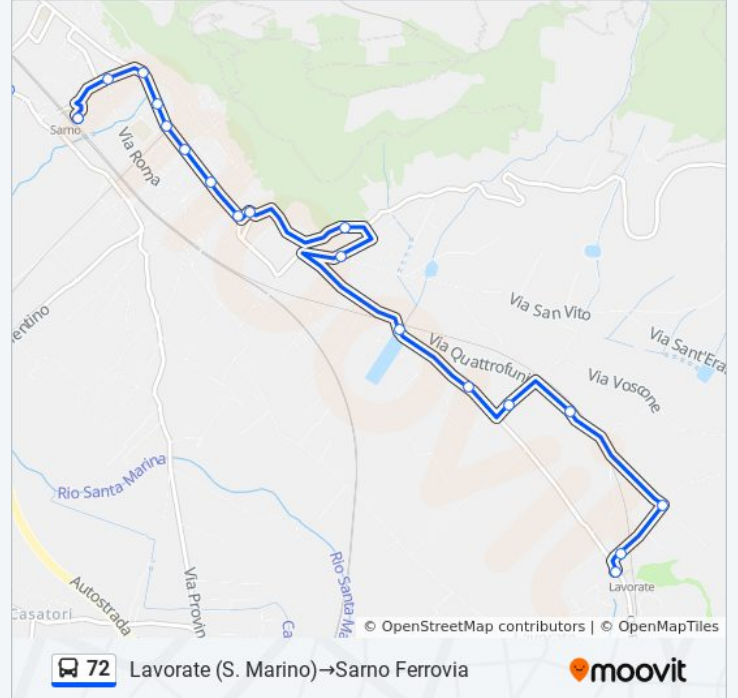 Sarno
Via Roma
Via San Vito
Via Quattrofuni
Via Sant'Era
Via Voscone
entino
Rio Santa Marina
Rio Santa Ma
Via Provin
Autostrada
Casatori
Ca
Lavorate
© OpenStreetMap contributors | © OpenMapTiles
72 Lavorate (S. Marino)→Sarno Ferrovia
moovit